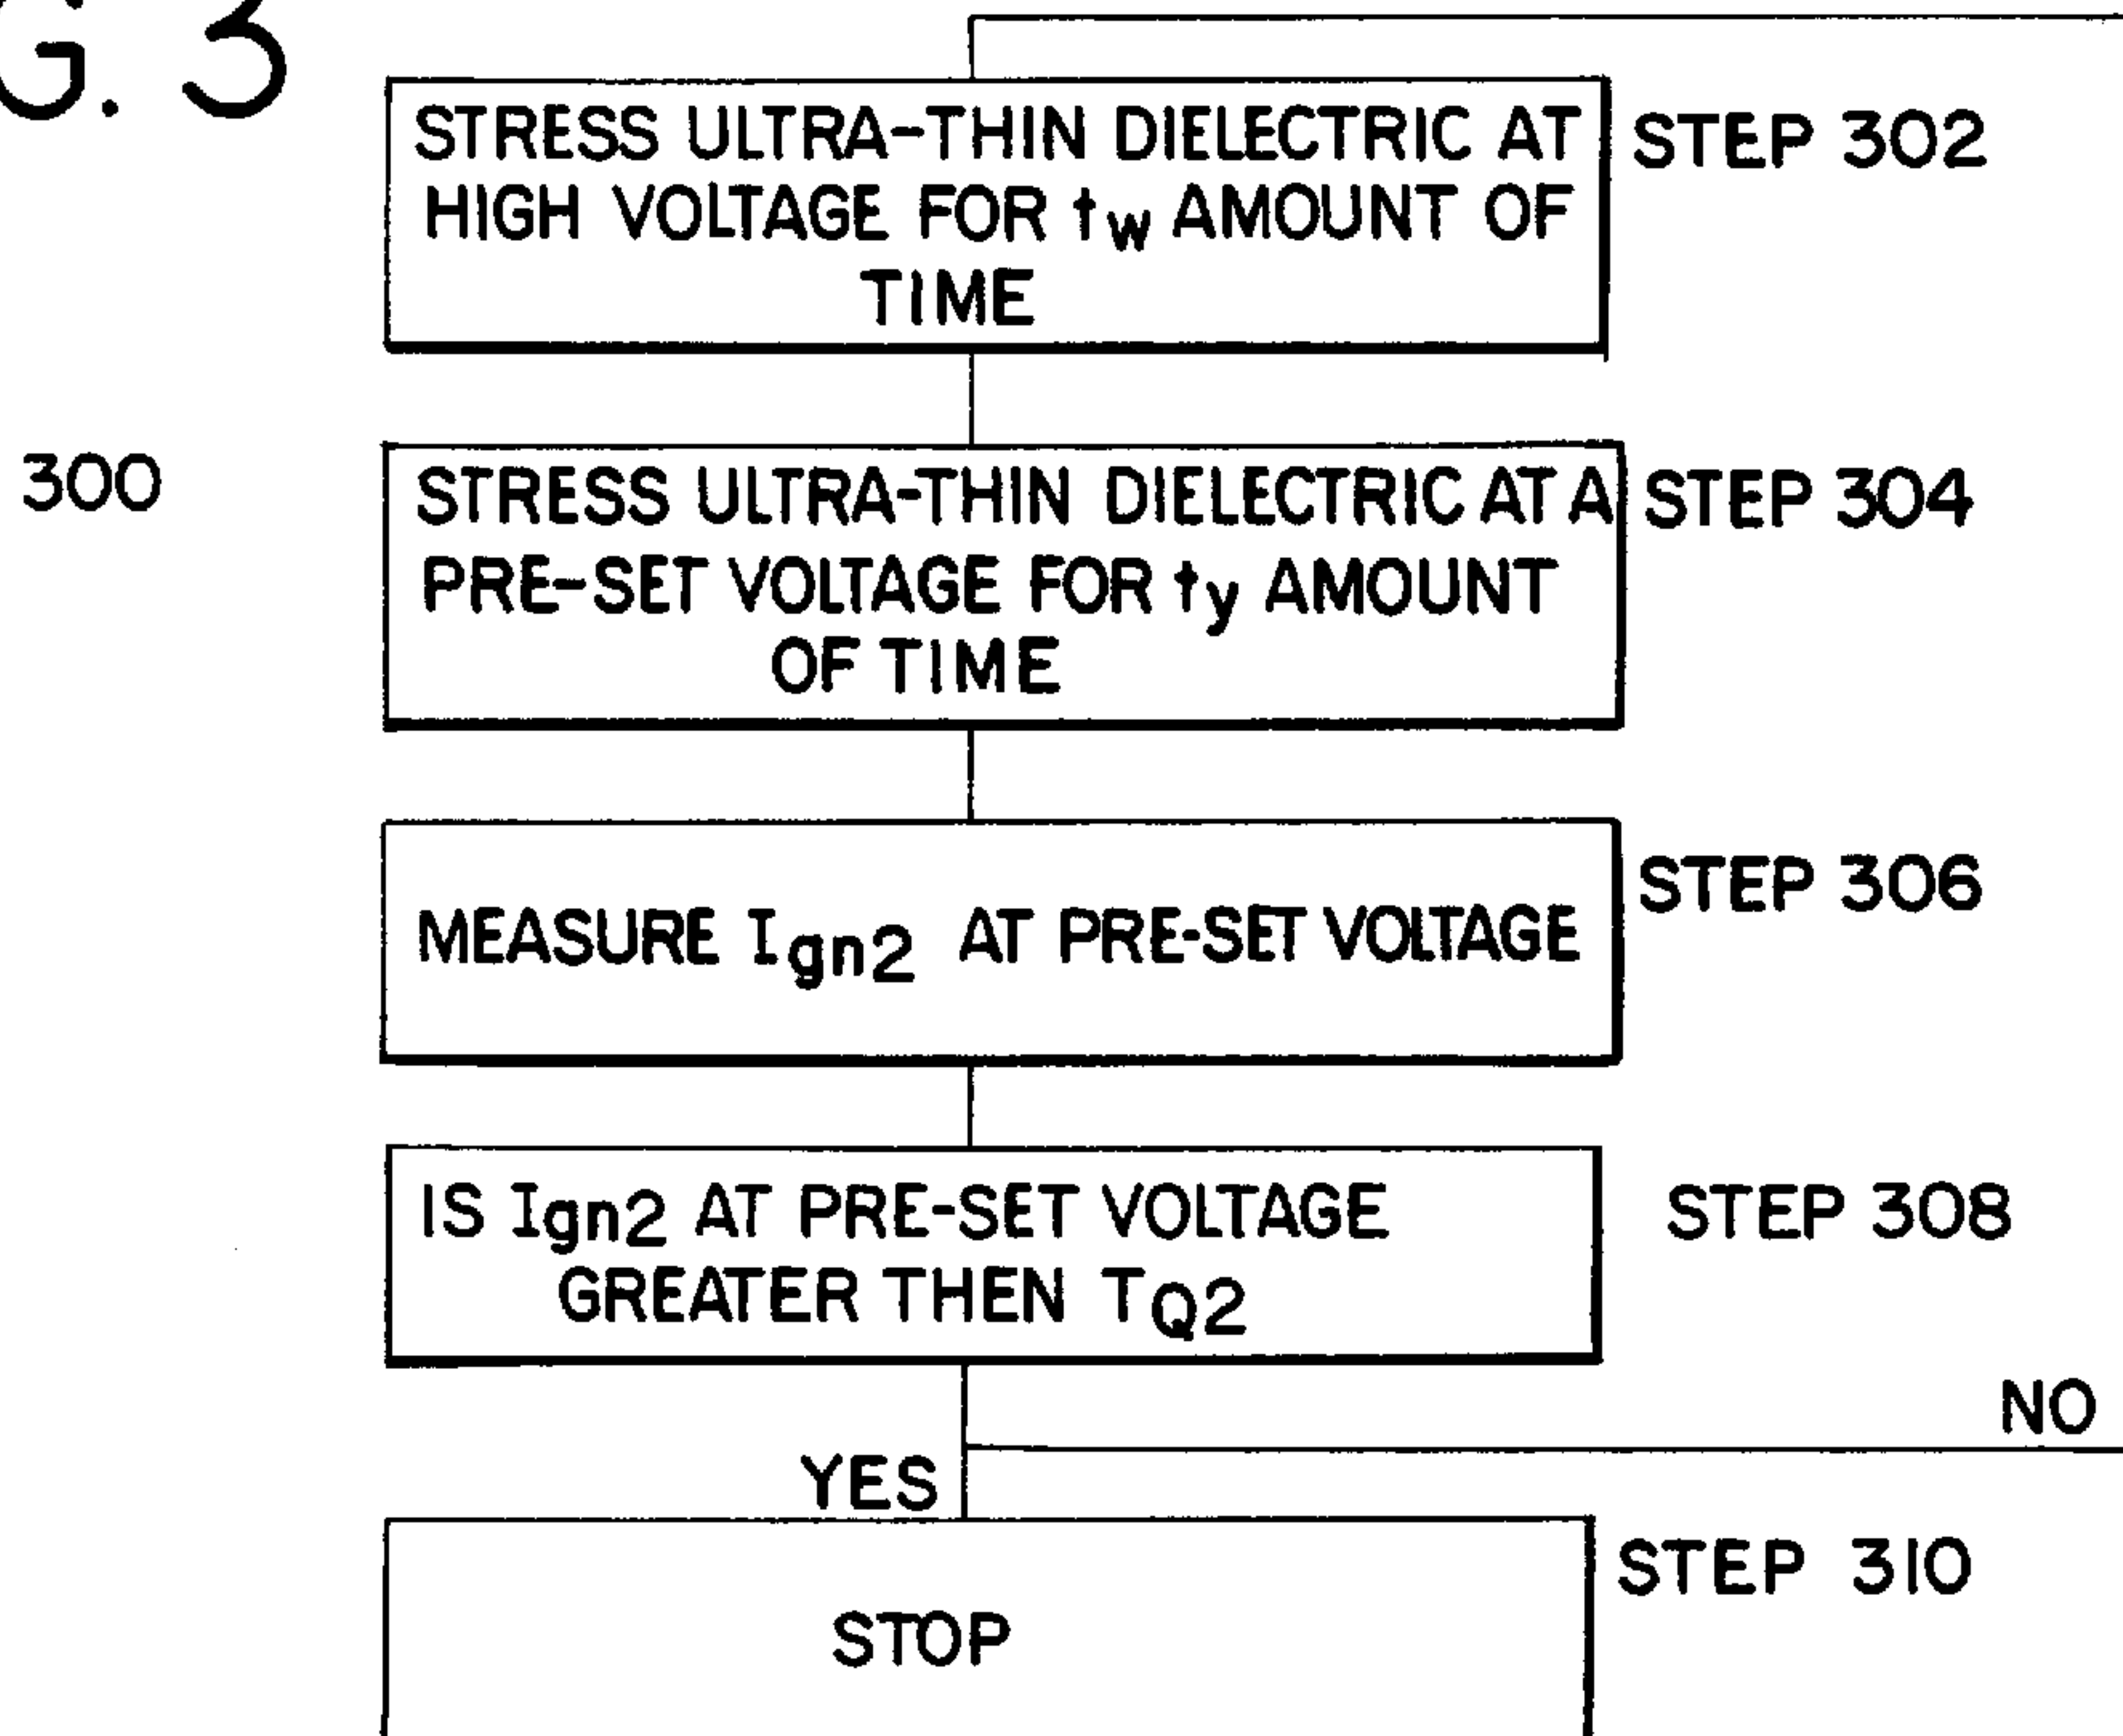 G. 3
STRESS ULTRA-THIN DIELECTRIC AT
HIGH VOLTAGE FOR tw AMOUNT OF
TIME
STEP 302
300
STRESS ULTRA-THIN DIELECTRIC AT A
PRE-SET VOLTAGE FOR ty AMOUNT
OF TIME
STEP 304
MEASURE Ign2 AT PRE-SET VOLTAGE
STEP 306
IS Ign2 AT PRE-SET VOLTAGE
GREATER THEN TQ2
STEP 308
NO
YES
STOP
STEP 310